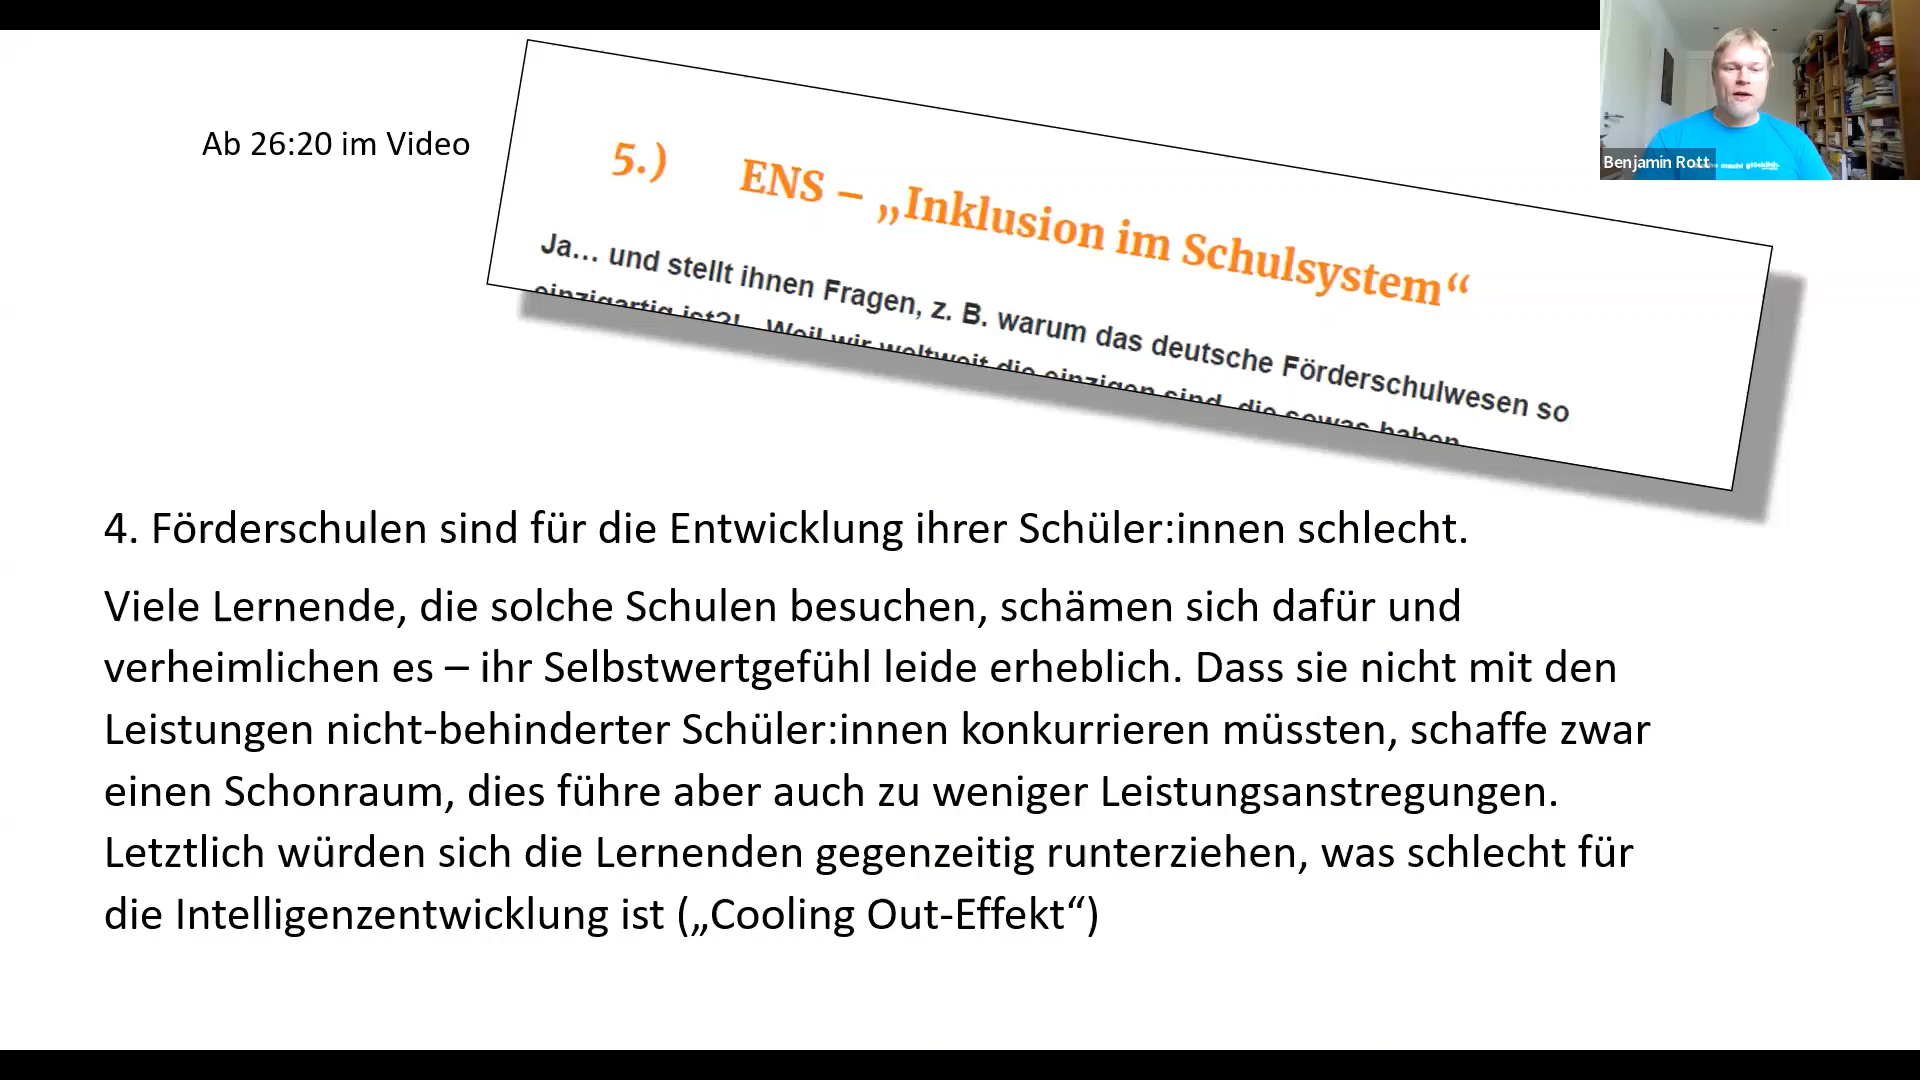 Ab 26:20 im Video
5.) ENS – „Inklusion im Schulsystem“
Ja… und stellt ihnen Fragen, z. B. warum das deutsche Förderschulwesen so
einzigartig ist?! Weil wir weltweit die einzigen sind, die sowas haben
Benjamin Rott
macht glücklich.
4. Förderschulen sind für die Entwicklung ihrer Schüler:innen schlecht.
Viele Lernende, die solche Schulen besuchen, schämen sich dafür und
verheimlichen es – ihr Selbstwertgefühl leide erheblich. Dass sie nicht mit den
Leistungen nicht-behinderter Schüler:innen konkurrieren müssten, schaffe zwar
einen Schonraum, dies führe aber auch zu weniger Leistungsanstregungen.
Letztlich würden sich die Lernenden gegenzeitig runterziehen, was schlecht für
die Intelligenzentwicklung ist („Cooling Out-Effekt“)